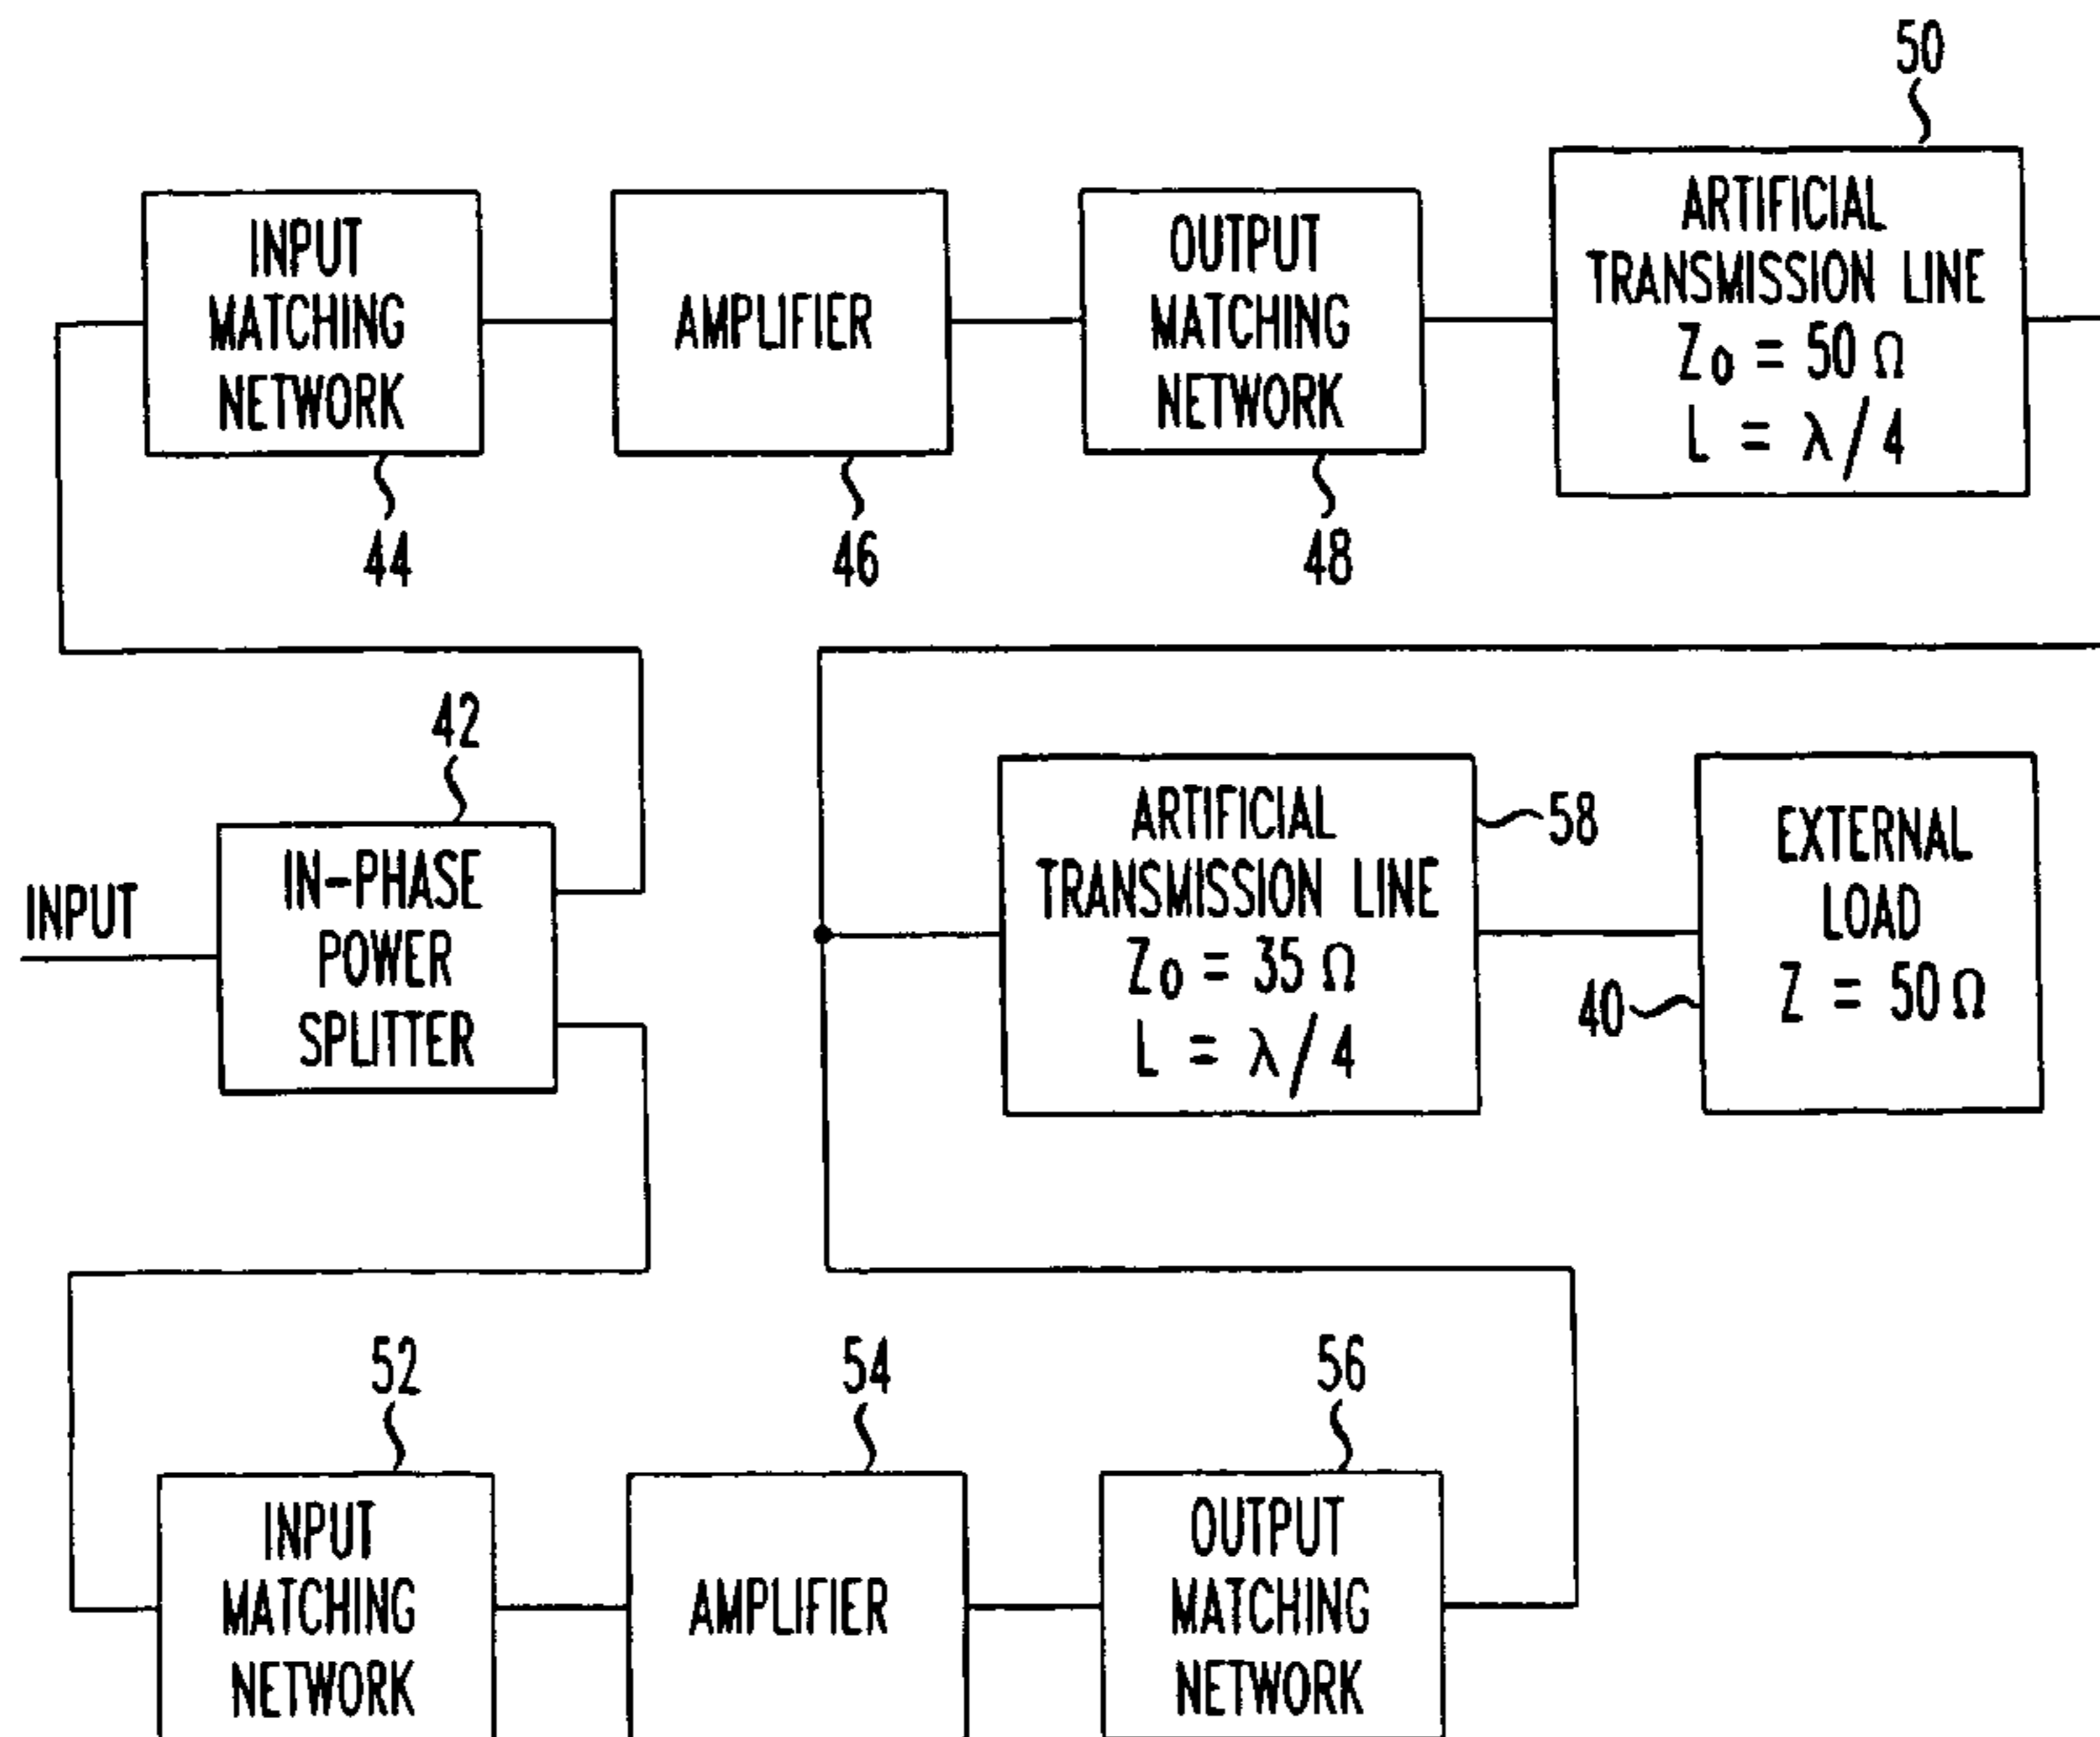 50
INPUT
MATCHING
NETWORK
AMPLIFIER
OUTPUT
MATCHING
NETWORK
ARTIFICIAL
TRANSMISSION LINE
Z0 = 50 Ω
L = λ/4
44
46
48
42
INPUT
IN-PHASE
POWER
SPLITTER
ARTIFICIAL
TRANSMISSION LINE
Z0 = 35 Ω
L = λ/4
58
EXTERNAL
LOAD
Z = 50 Ω
40
52
54
56
INPUT
MATCHING
NETWORK
AMPLIFIER
OUTPUT
MATCHING
NETWORK